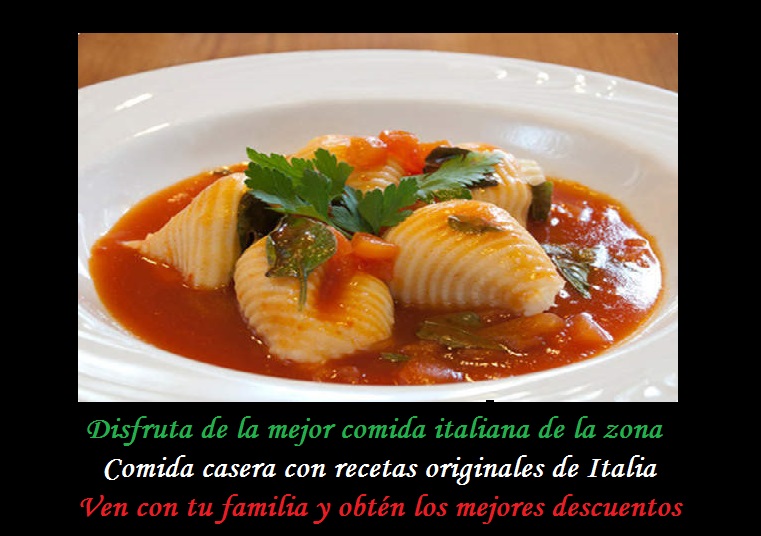 Disfruta de la mejor comida italiana de la zona
Comida casera con recetas originales de Italia
Ven con tu familia y obtén los mejores descuentos